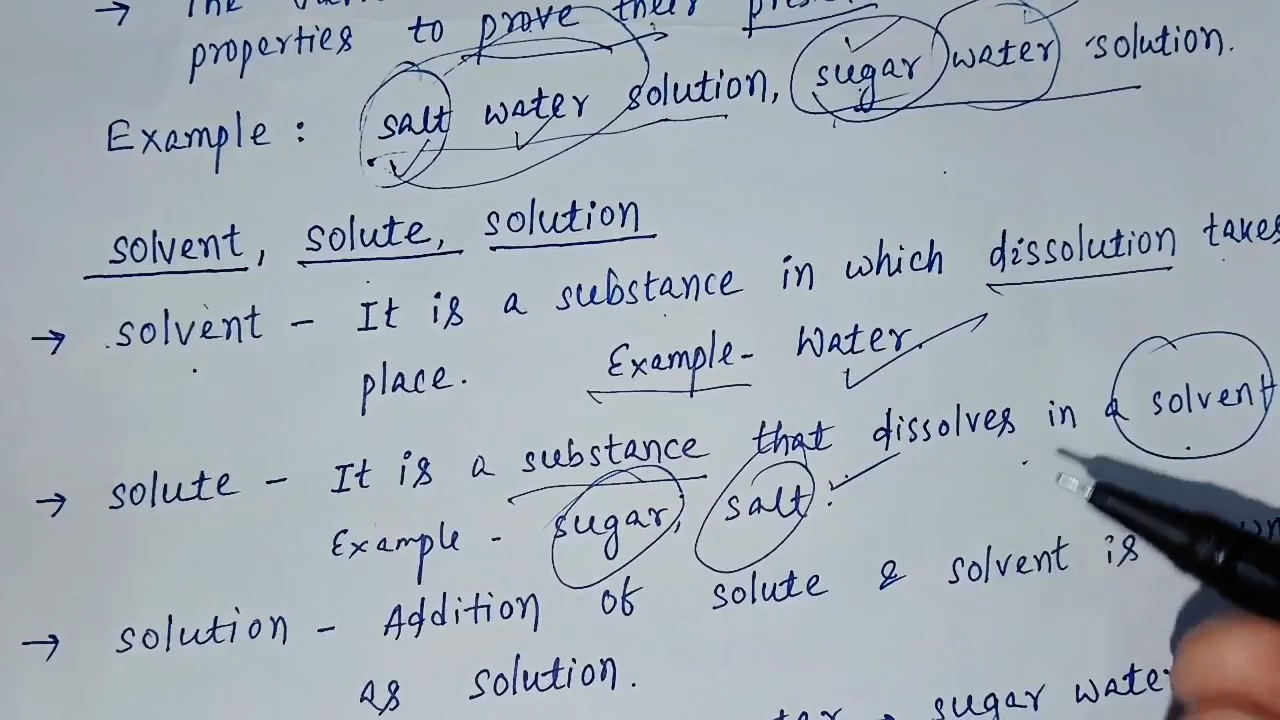 properties to prove their
Example : salt water solution, sugar water solution.
solvent, solute, solution
→ solvent - It is a substance in which dissolution takes
place. Example - Water.
→ solute - It is a substance that dissolves in a solvent
Example - sugar, salt.
→ solution - Addition of solute & solvent is
as solution.
sugar water